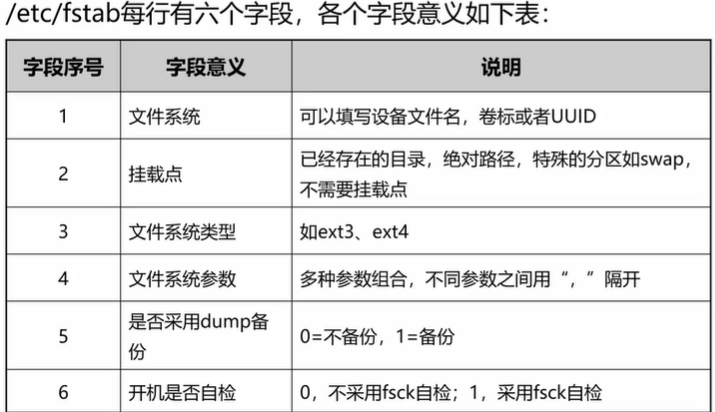 /etc/fstab每行有六个字段，各个字段意义如下表：
字段序号 字段意义 说明
1 文件系统 可以填写设备文件名，卷标或者UUID
2 挂载点 已经存在的目录，绝对路径，特殊的分区如swap，
不需要挂载点
3 文件系统类型 如ext3、ext4
4 文件系统参数 多种参数组合，不同参数之间用“，”隔开
5 是否采用dump备
份 0=不备份，1=备份
6 开机是否自检 0，不采用fsck自检；1，采用fsck自检